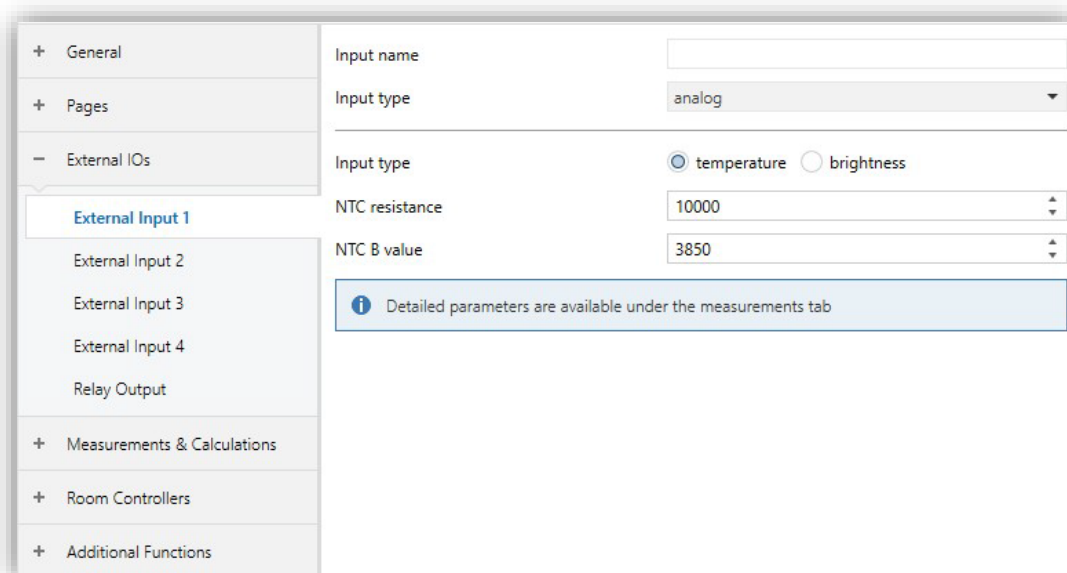 General
Pages
External IOs
External Input 1
External Input 2
External Input 3
External Input 4
Relay Output
Measurements & Calculations
Room Controllers
Additional Functions
Input name
Input type analog
Input type temperature brightness
NTC resistance 10000
NTC B value 3850
Detailed parameters are available under the measurements tab